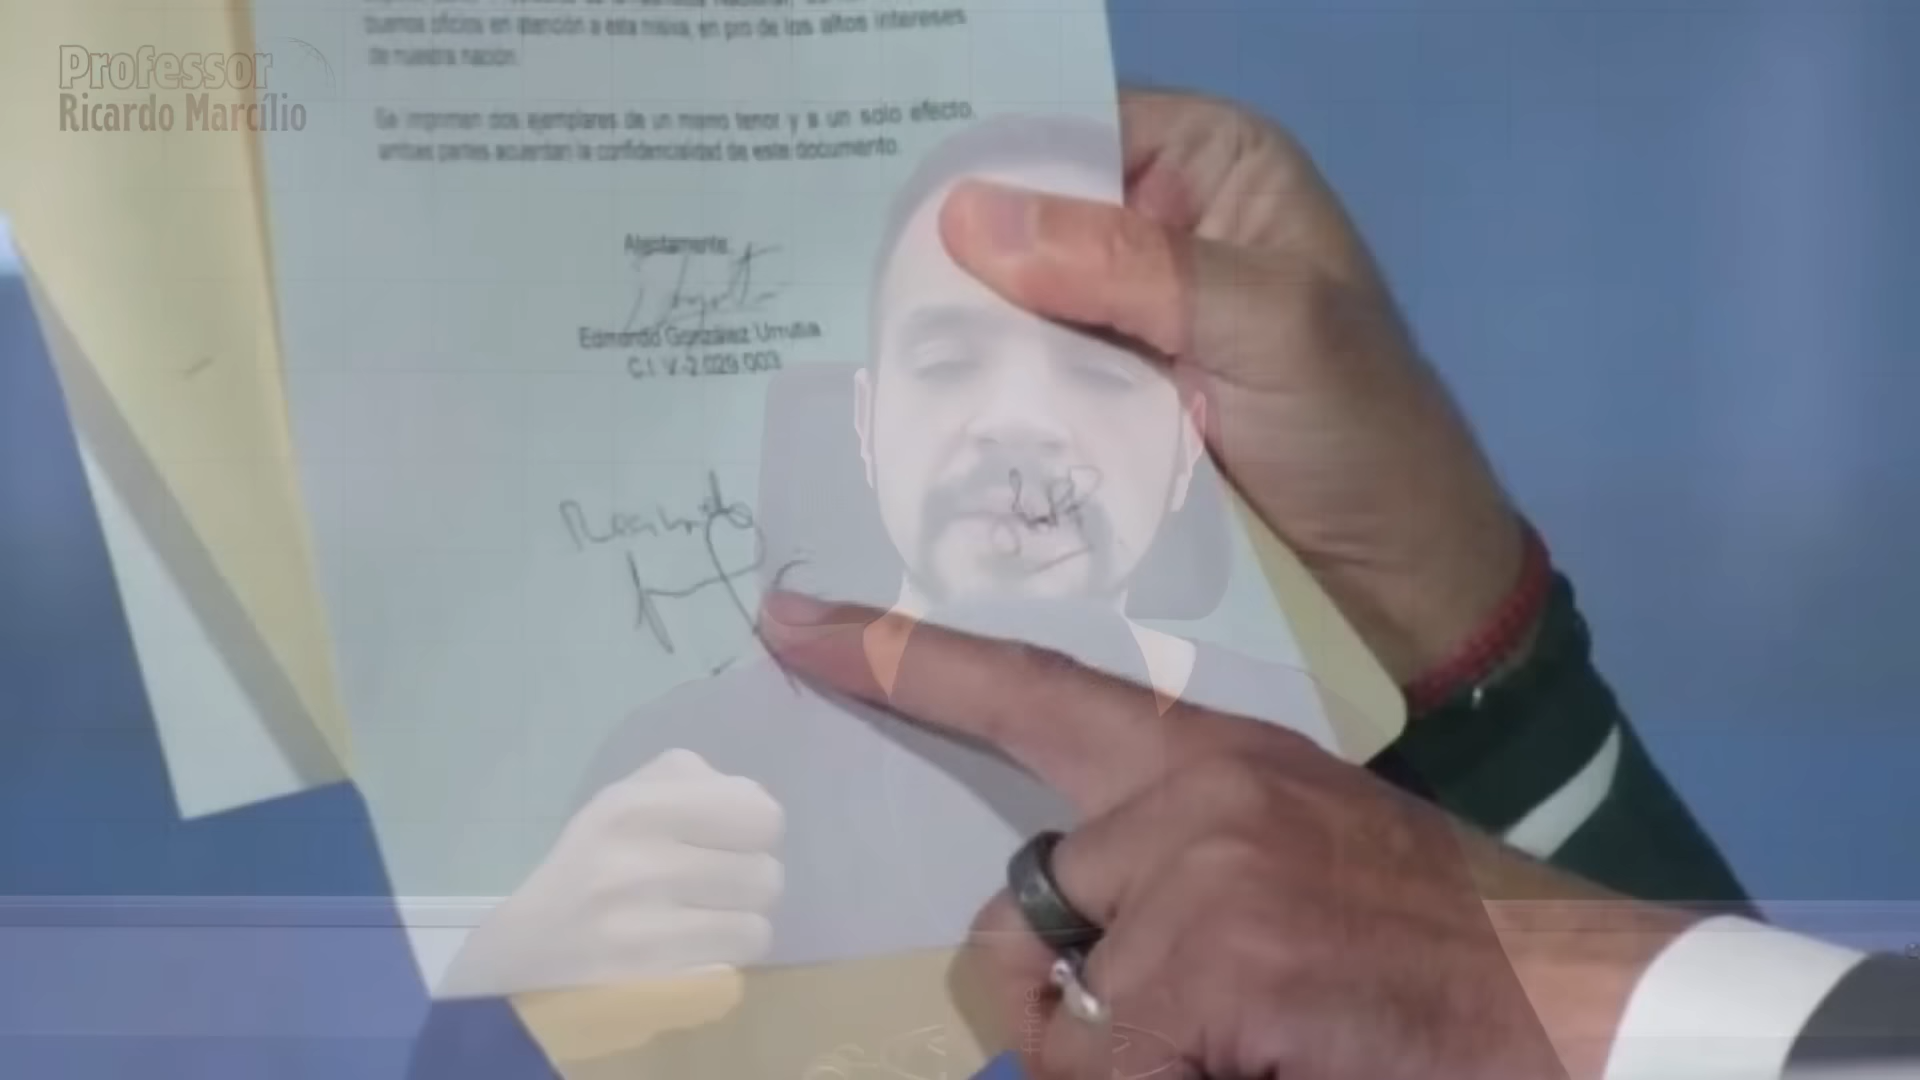 Professor
Ricardo Marcílio
buenos oficios en atención a esta misiva, en pro de los altos intereses
de nuestra nación.
Se imprimen dos ejemplares de un mismo tenor y a un solo efecto,
ambas partes acuerdan la confidencialidad de este documento.
Atentamente,
Edmundo González Urrutia
C.I. V-2.029.003
Recibido